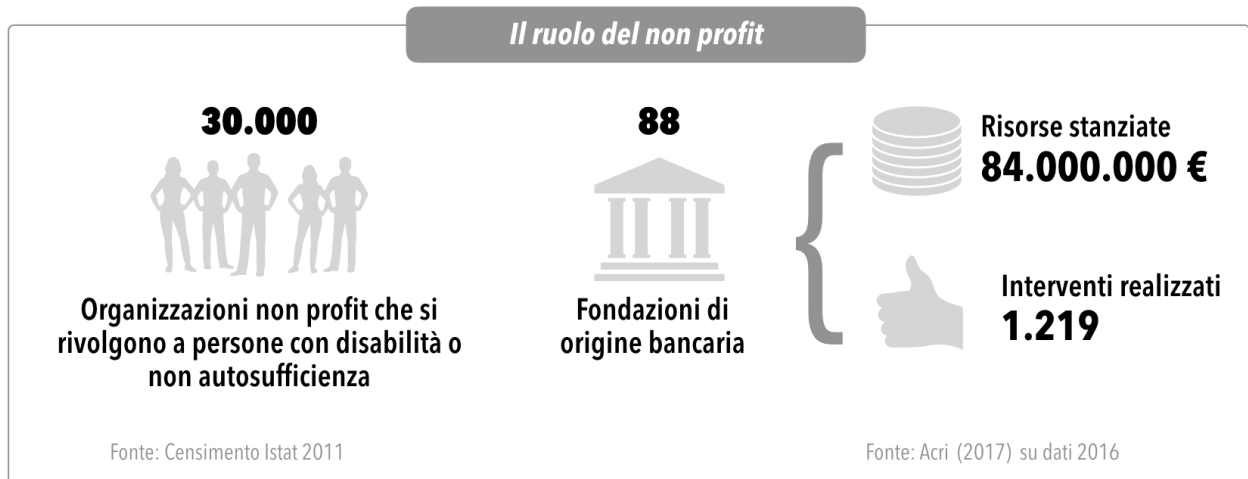 Il ruolo del non profit
30.000
Organizzazioni non profit che si
rivolgono a persone con disabilità o
non autosufficienza
Fonte: Censimento Istat 2011
88
Fondazioni di
origine bancaria
Risorse stanziate
84.000.000 €
Interventi realizzati
1.219
Fonte: Acri (2017) su dati 2016